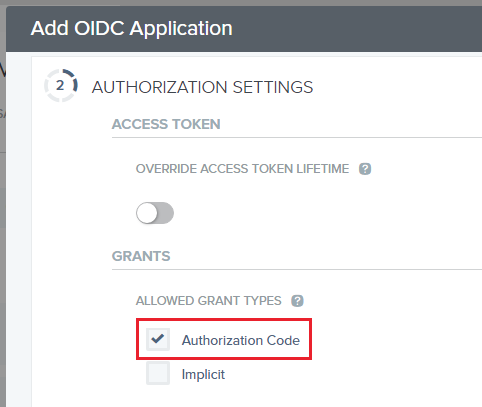 Add OIDC Application
2 AUTHORIZATION SETTINGS
ACCESS TOKEN
OVERRIDE ACCESS TOKEN LIFETIME ?
GRANTS
ALLOWED GRANT TYPES ?
Authorization Code
Implicit